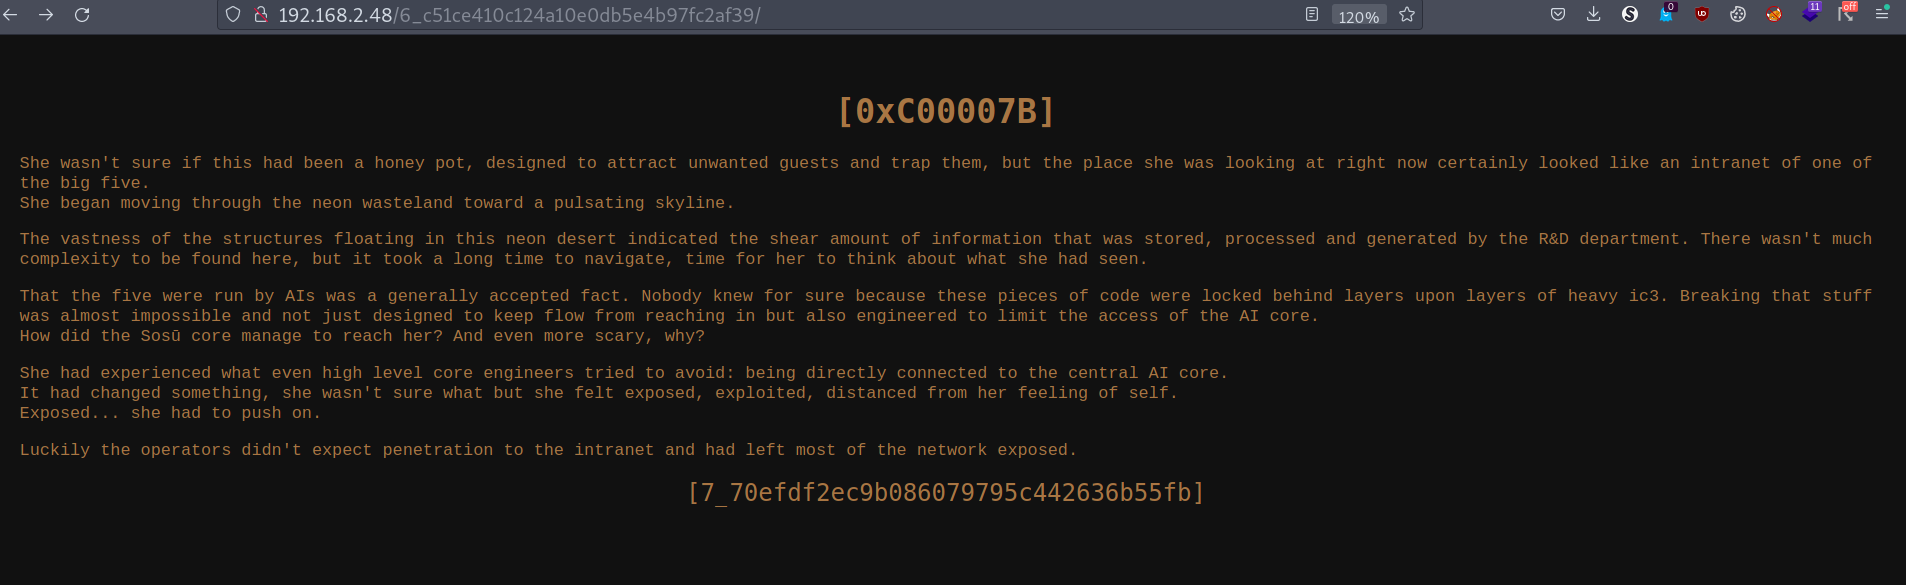 192.168.2.48/6_c51ce410c124a10e0db5e4b97fc2af39/
120%
0
UD
11
off
[0xC00007B]
She wasn't sure if this had been a honey pot, designed to attract unwanted guests and trap them, but the place she was looking at right now certainly looked like an intranet of one of
the big five.
She began moving through the neon wasteland toward a pulsating skyline.
The vastness of the structures floating in this neon desert indicated the shear amount of information that was stored, processed and generated by the R&D department. There wasn't much
complexity to be found here, but it took a long time to navigate, time for her to think about what she had seen.
That the five were run by AIs was a generally accepted fact. Nobody knew for sure because these pieces of code were locked behind layers upon layers of heavy ic3. Breaking that stuff
was almost impossible and not just designed to keep flow from reaching in but also engineered to limit the access of the AI core.
How did the Sosū core manage to reach her? And even more scary, why?
She had experienced what even high level core engineers tried to avoid: being directly connected to the central AI core.
It had changed something, she wasn't sure what but she felt exposed, exploited, distanced from her feeling of self.
Exposed... she had to push on.
Luckily the operators didn't expect penetration to the intranet and had left most of the network exposed.
[7_70efdf2ec9b086079795c442636b55fb]